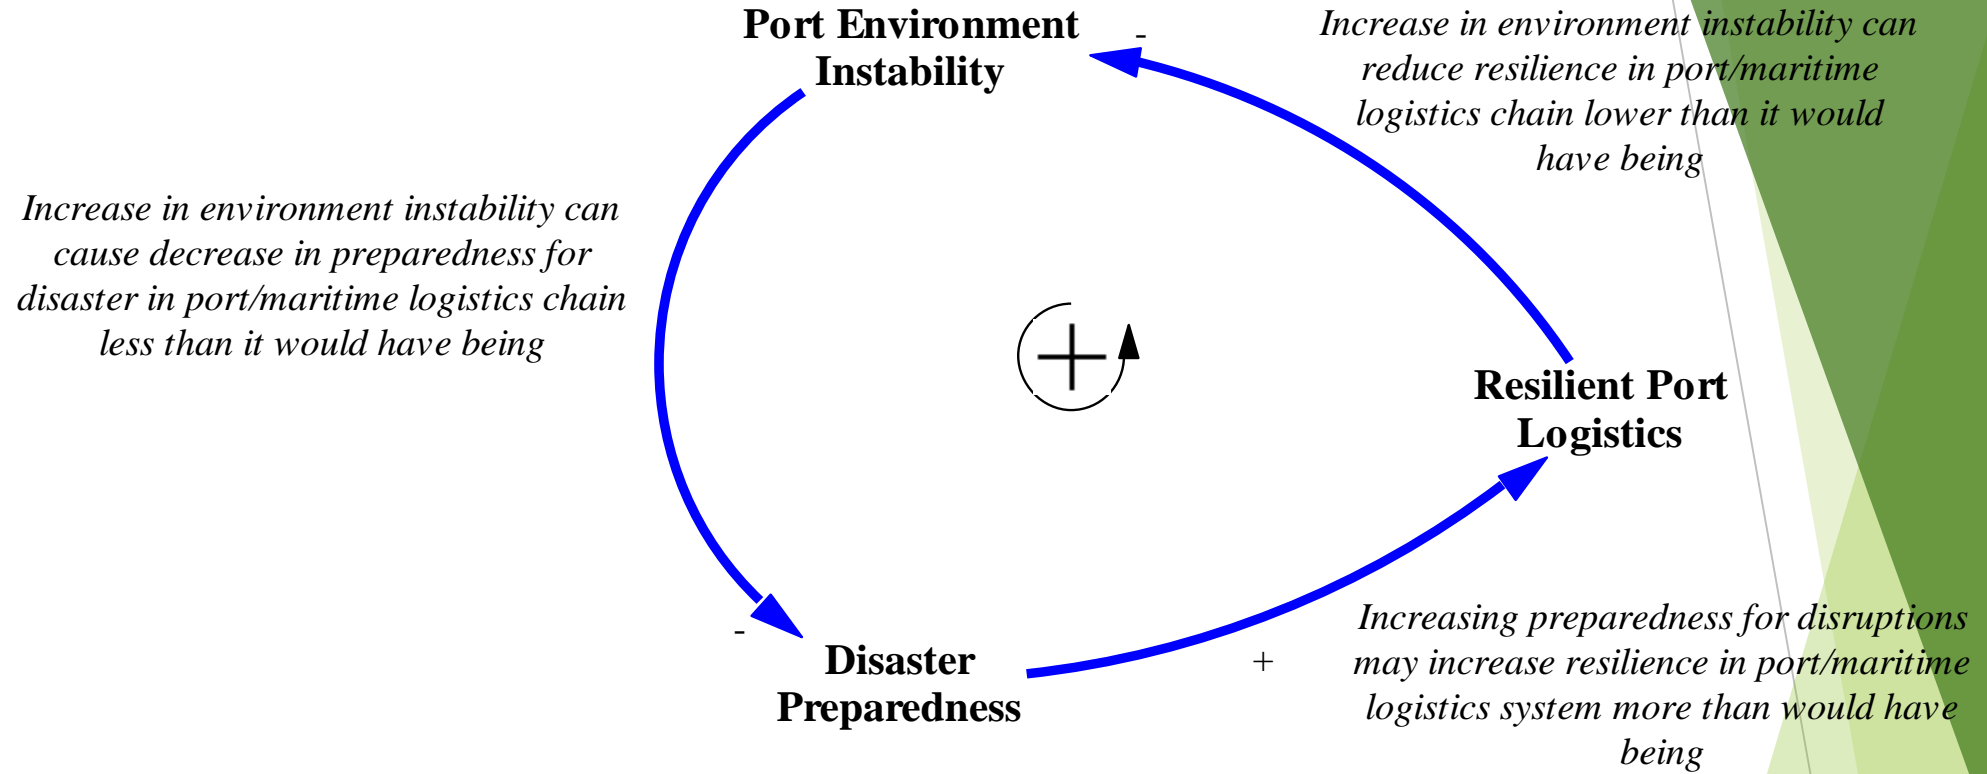 Port Environment
Instability
-
Increase in environment instability can
reduce resilience in port/maritime
logistics chain lower than it would
have being
Increase in environment instability can
cause decrease in preparedness for
disaster in port/maritime logistics chain
less than it would have being
+
Resilient Port
Logistics
-
Disaster
Preparedness
+
Increasing preparedness for disruptions
may increase resilience in port/maritime
logistics system more than would have
being